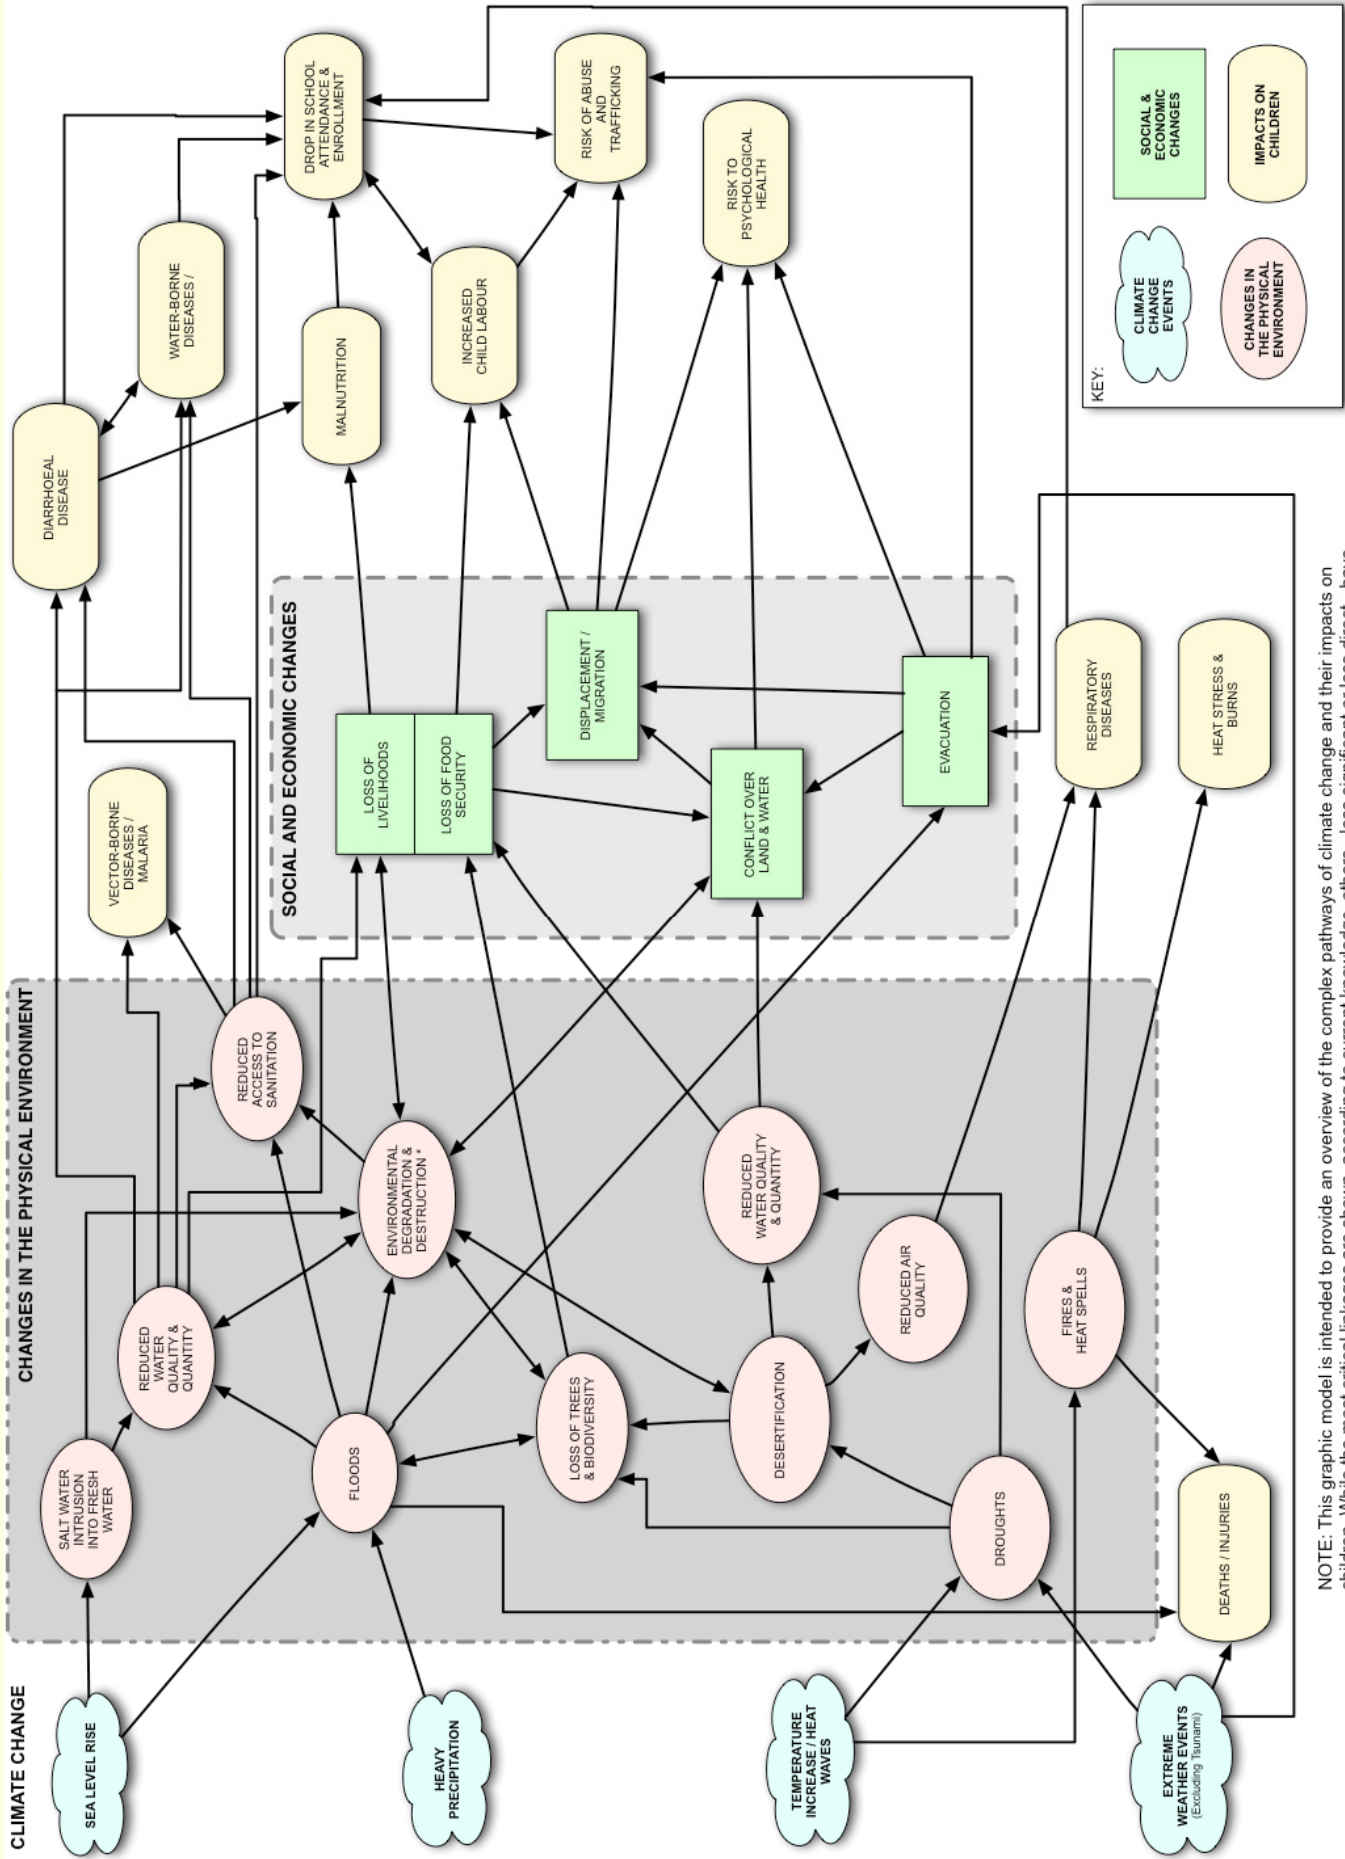 CLIMATE CHANGE
CHANGES IN THE PHYSICAL ENVIRONMENT
SOCIAL AND ECONOMIC CHANGES
SEA LEVEL RISE
HEAVY
PRECIPITATION
TEMPERATURE
INCREASE / HEAT
WAVES
EXTREME
WEATHER EVENTS
(Excluding Tsunami)
SALT WATER
INTRUSION
INTO FRESH
WATER
REDUCED
WATER
QUALITY &
QUANTITY
FLOODS
REDUCED
ACCESS TO
SANITATION
ENVIRONMENTAL
DEGRADATION &
DESTRUCTION *
LOSS OF TREES
& BIODIVERSITY
DESERTIFICATION
REDUCED
WATER QUALITY
& QUANTITY
REDUCED AIR
QUALITY
DROUGHTS
FIRES &
HEAT SPELLS
DEATHS / INJURIES
VECTOR-BORNE
DISEASES /
MALARIA
LOSS OF
LIVELIHOODS
LOSS OF FOOD
SECURITY
DISPLACEMENT /
MIGRATION
CONFLICT OVER
LAND & WATER
EVACUATION
RESPIRATORY
DISEASES
HEAT STRESS &
BURNS
DIARRHOEAL
DISEASE
WATER-BORNE
DISEASES /
MALNUTRITION
INCREASED
CHILD LABOUR
DROP IN SCHOOL
ATTENDANCE &
ENROLLMENT
RISK OF ABUSE
AND
TRAFFICKING
RISK TO
PSYCHOLOGICAL
HEALTH
KEY:
CLIMATE
CHANGE
EVENTS
SOCIAL &
ECONOMIC
CHANGES
CHANGES IN
THE PHYSICAL
ENVIRONMENT
IMPACTS ON
CHILDREN
NOTE: This graphic model is intended to provide an overview of the complex pathways of climate change and their impacts on